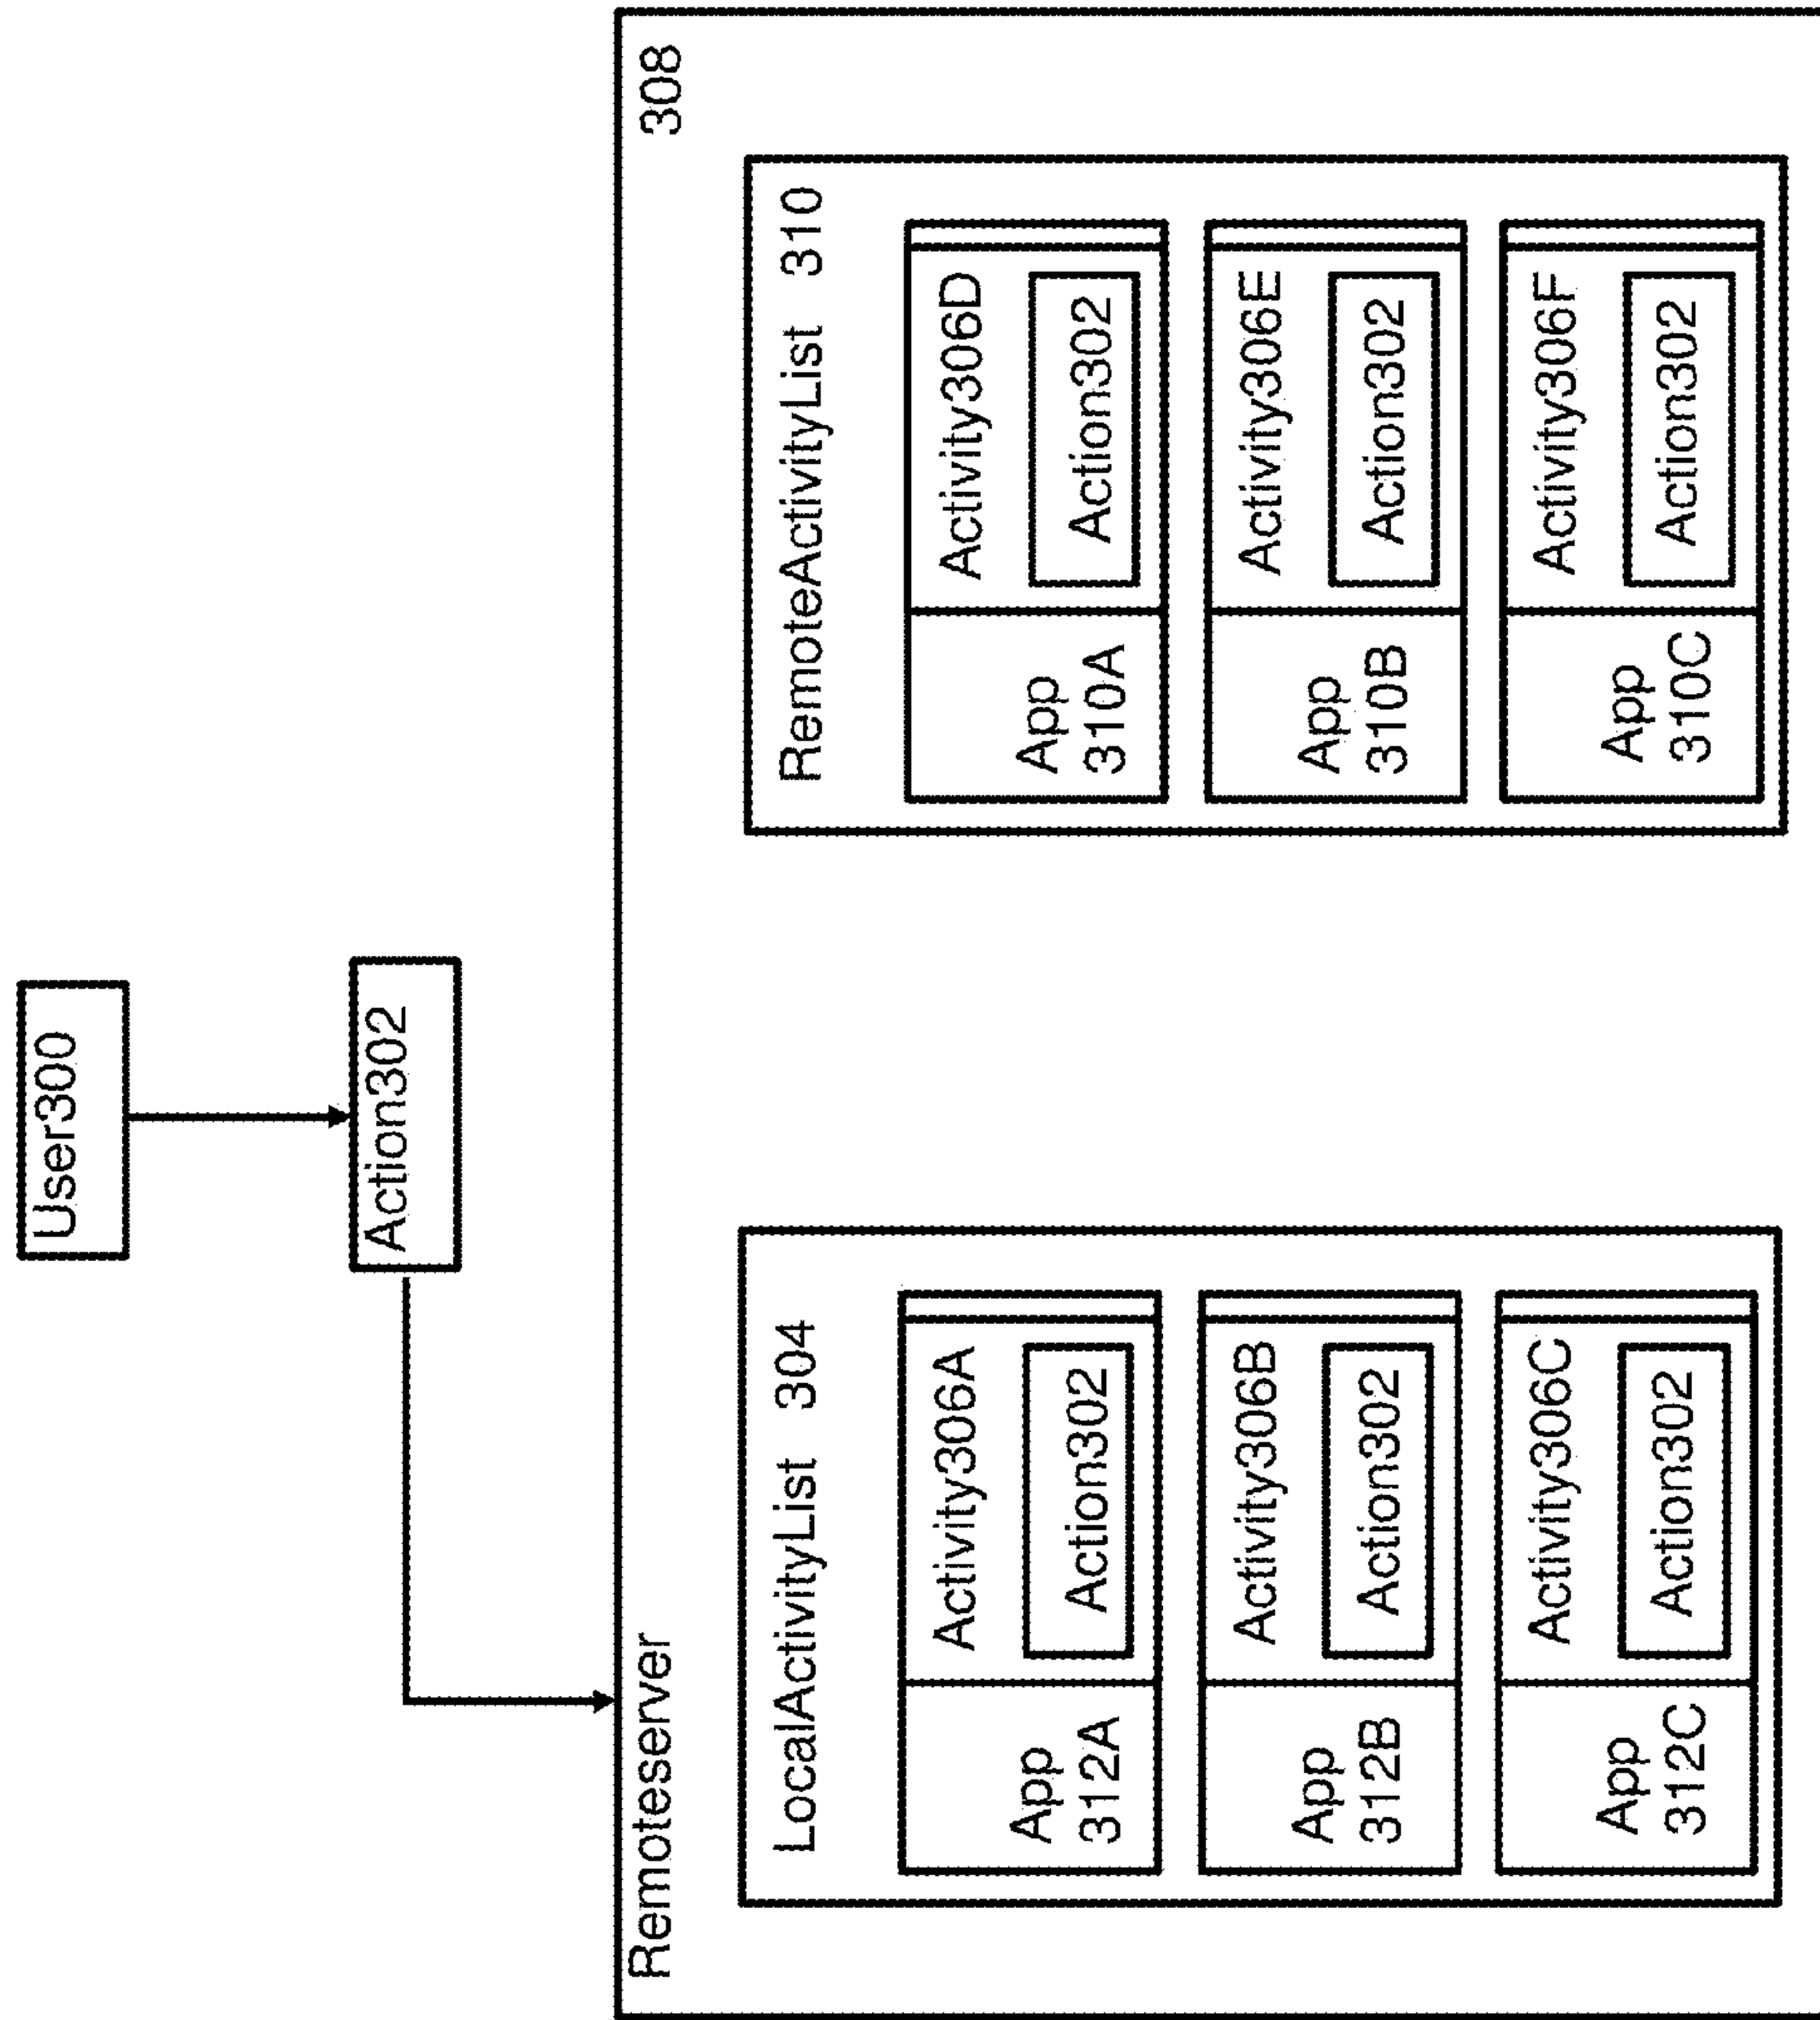 User300
Action302
Remoteserver
308
LocalActivityList 304
App
312A
Activity306A
Action302
App
312B
Activity306B
Action302
App
312C
Activity306C
Action302
RemoteActivityList 310
App
310A
Activity306D
Action302
App
310B
Activity306E
Action302
App
310C
Activity306F
Action302